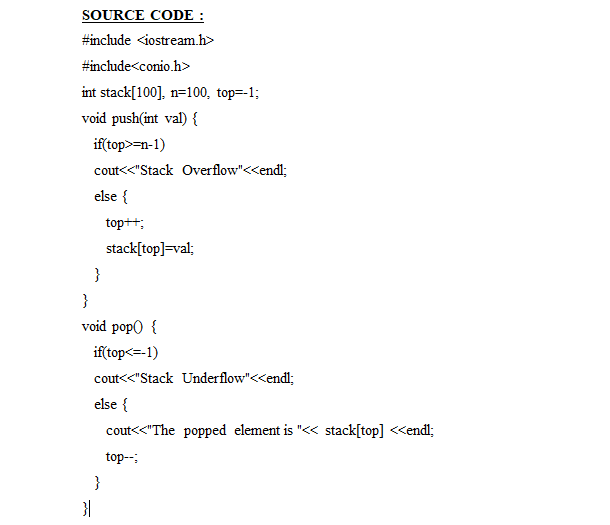 SOURCE CODE :
#include <iostream.h>
#include<conio.h>
int stack[100], n=100, top=-1;
void push(int val) {
if(top>=n-1)
cout<<"Stack Overflow"<<endl;
else {
top++;
stack[top]=val;
}
}
void pop() {
if(top<=-1)
cout<<"Stack Underflow"<<endl;
else {
cout<<"The popped element is "<< stack[top] <<endl;
top--;
}
}